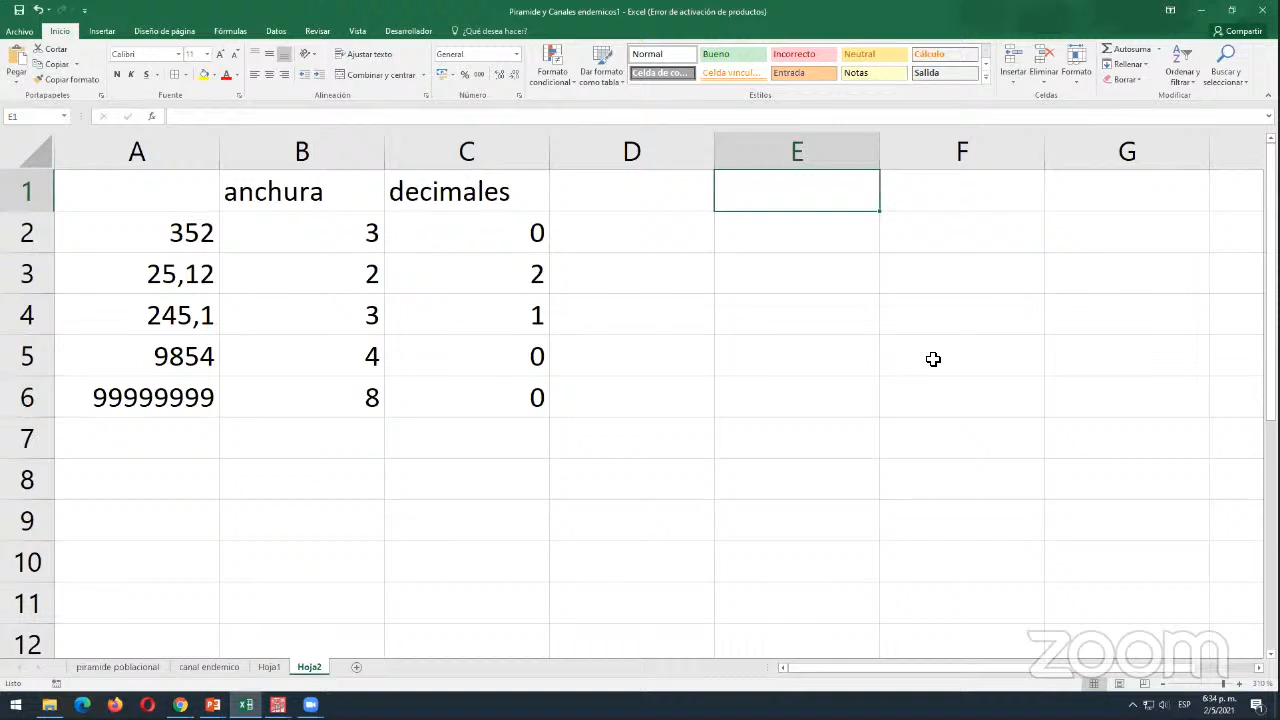 Piramide y Canales endemicos1 - Excel (Error de activación de productos)
Archivo Inicio Insertar Diseño de página Fórmulas Datos Revisar Vista Desarrollador ¿Qué desea hacer? Compartir
Pegar Cortar Copiar Copiar formato Portapapeles
Calibri 11 N K S Fuente
Ajustar texto Combinar y centrar Alineación
General % 000 Número
Formato condicional Dar formato como tabla
Normal Bueno Incorrecto Neutral Cálculo
Celda de co... Celda vincul... Entrada Notas Salida
Estilos
Insertar Eliminar Formato Celdas
Autosuma Rellenar Borrar Ordenar y filtrar Buscar y seleccionar Modificar
E1 fx
A B C D E F G
1 anchura decimales
2 352 3 0
3 25,12 2 2
4 245,1 3 1
5 9854 4 0
6 99999999 8 0
7
8
9
10
11
12
zoom
piramide poblacional canal endemico Hoja1 Hoja2
Listo 310 %
ESP 6:34 p. m. 2/5/2021